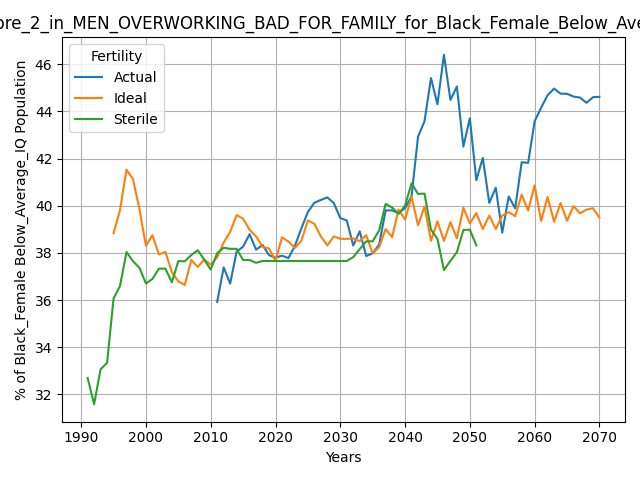 ore_2_in_MEN_OVERWORKING_BAD_FOR_FAMILY_for_Black_Female_Below_Ave
Fertility
Actual
Ideal
Sterile
% of Black_Female Below_Average_IQ Population
46
44
42
40
38
36
34
32
1990
2000
2010
2020
2030
2040
2050
2060
2070
Years